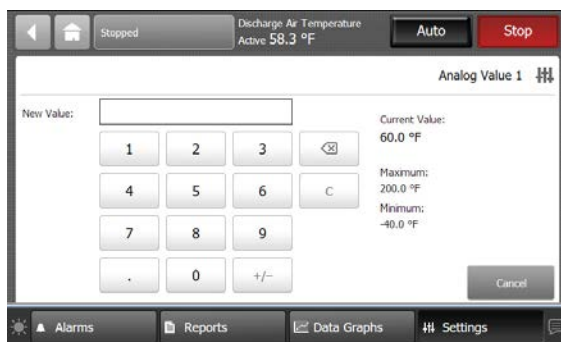 Stopped
Discharge Air Temperature
Active 58.3 °F
Auto
Stop
Analog Value 1
New Value:
Current Value:
60.0 °F
Maximum:
200.0 °F
Minimum:
-40.0 °F
1 2 3
4 5 6 C
7 8 9
. 0 +/-
Cancel
Alarms
Reports
Data Graphs
Settings